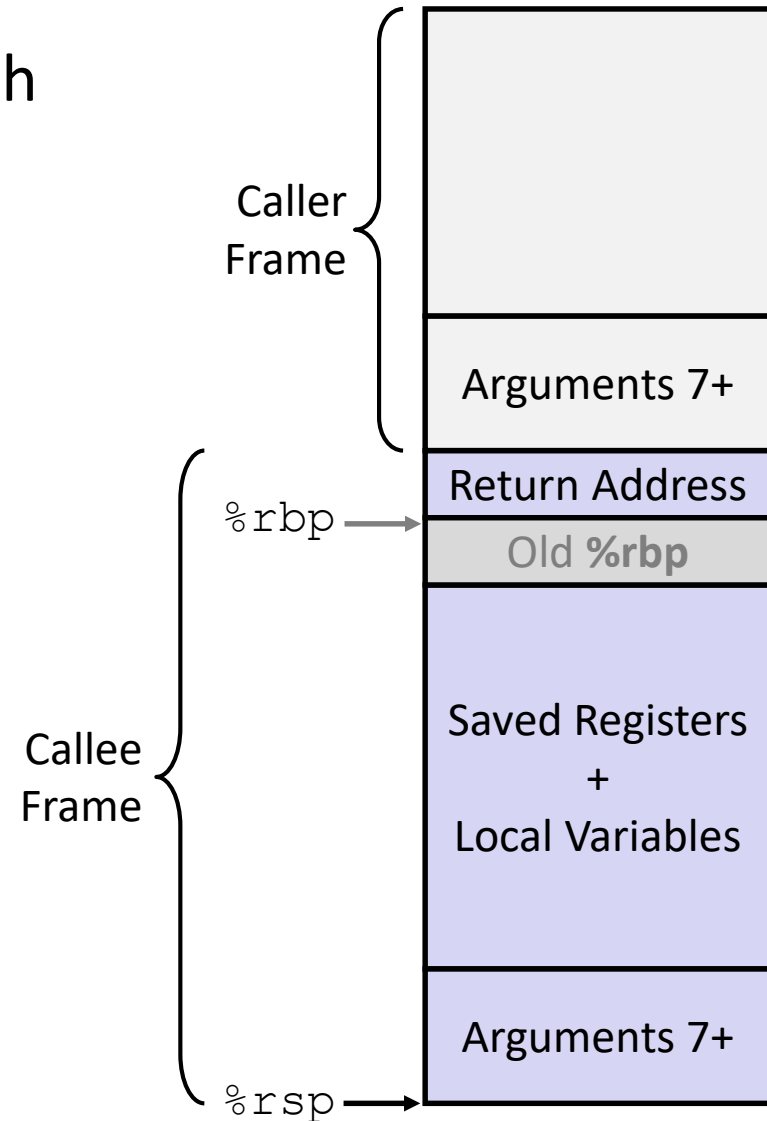 h
Caller
Frame
Arguments 7+
Return Address
%rbp
Old %rbp
Callee
Frame
Saved Registers
+
Local Variables
Arguments 7+
%rsp